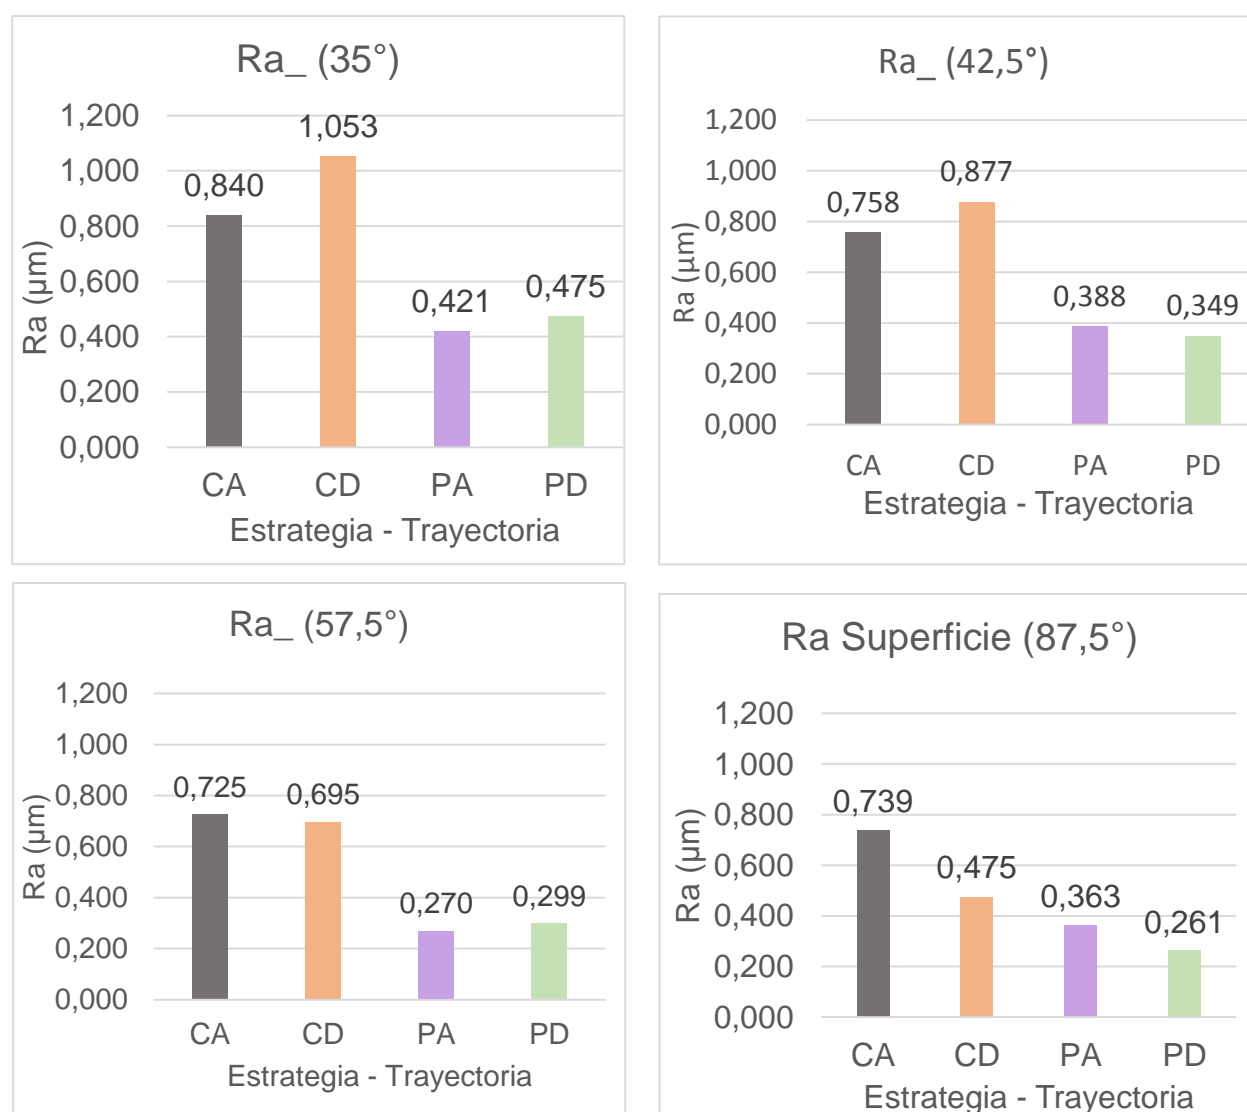 Ra_ (35°)
1,200
1,000
0,800
0,600
0,400
0,200
0,000
Ra (µm)
0,840
1,053
0,421
0,475
CA CD PA PD
Estrategia - Trayectoria
Ra_ (42,5°)
1,200
1,000
0,800
0,600
0,400
0,200
0,000
Ra (µm)
0,758
0,877
0,388
0,349
CA CD PA PD
Estrategia - Trayectoria
Ra_ (57,5°)
1,200
1,000
0,800
0,600
0,400
0,200
0,000
Ra (µm)
0,725
0,695
0,270
0,299
CA CD PA PD
Estrategia - Trayectoria
Ra Superficie (87,5°)
1,200
1,000
0,800
0,600
0,400
0,200
0,000
Ra (µm)
0,739
0,475
0,363
0,261
CA CD PA PD
Estrategia - Trayectoria